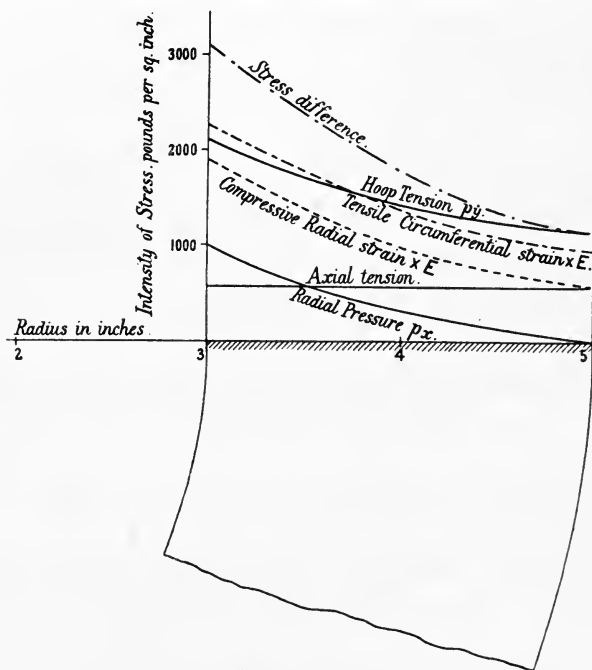 Intensity of Stress. pounds per sq. inch.
3000
2000
1000
Stress difference.
Hoop Tension py.
Tensile Circumferential strain × E.
Compressive Radial strain × E
Axial tension.
Radial Pressure px.
Radius in inches.
2
3
4
5